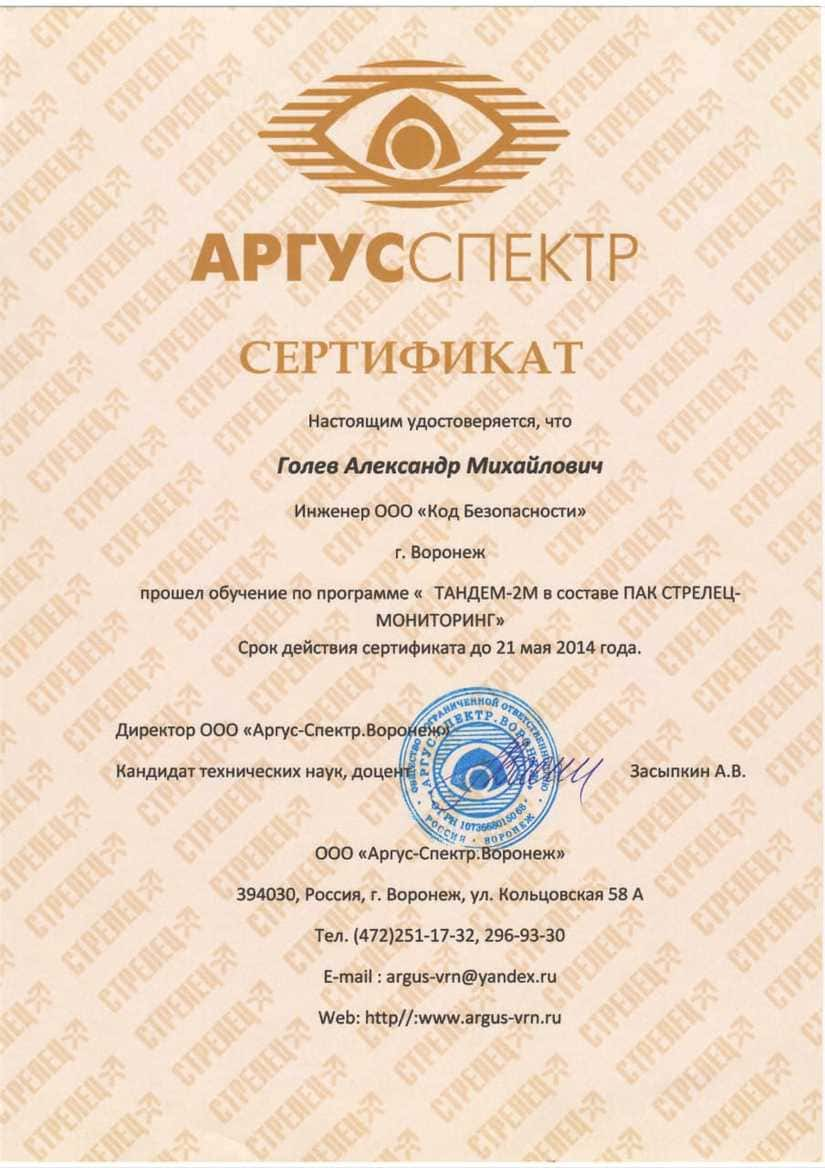 АРГУССПЕКТР
СЕРТИФИКАТ
Настоящим удостоверяется, что
Голев Александр Михайлович
Инженер ООО «Код Безопасности»
г. Воронеж
прошел обучение по программе « ТАНДЕМ-2М в составе ПАК СТРЕЛЕЦ-
МОНИТОРИНГ»
Срок действия сертификата до 21 мая 2014 года.
Директор ООО «Аргус-Спектр.Воронеж»
Кандидат технических наук, доцент Засыпкин А.В.
ОБЩЕСТВО С ОГРАНИЧЕННОЙ ОТВЕТСТВЕННОСТЬЮ
«АРГУС-СПЕКТР.ВОРОНЕЖ»
ОГРН
РОССИЯ · ВОРОНЕЖ
ООО «Аргус-Спектр.Воронеж»
394030, Россия, г. Воронеж, ул. Кольцовская 58 А
Тел. (472)251-17-32, 296-93-30
E-mail : argus-vrn@yandex.ru
Web: http//:www.argus-vrn.ru
СТРЕЛЕЦ